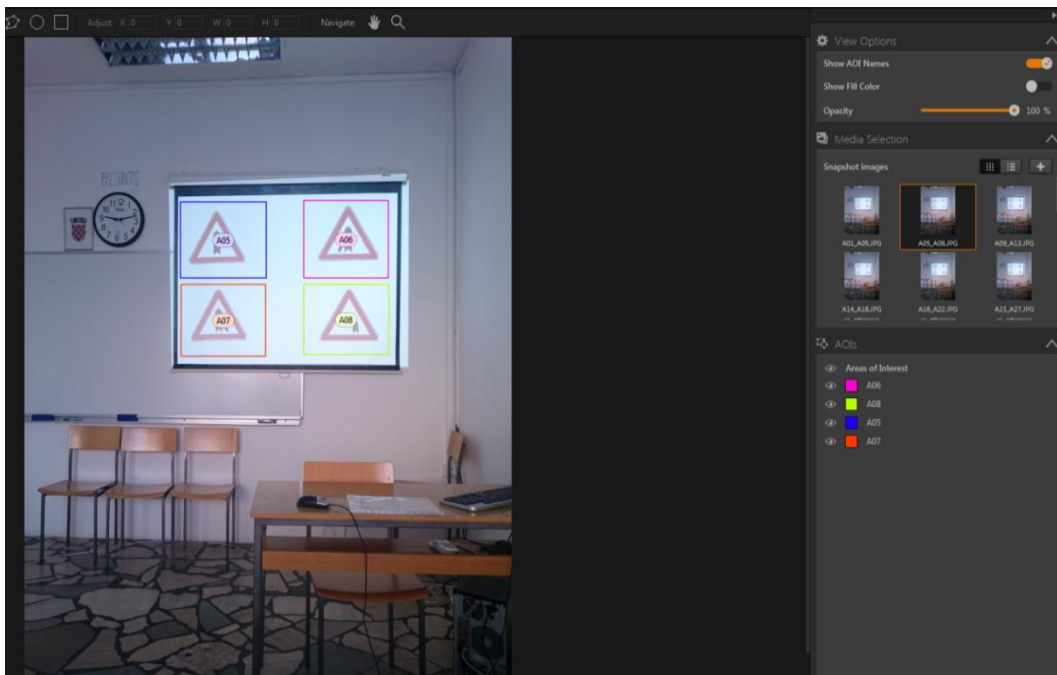 Adjust: X 0 Y 0 W 0 H 0 Navigate:
View Options
Show AOI Names
Show Fill Color
Opacity 100 %
Media Selection
Snapshot images
A01_A05.JPG A05_A08.JPG A09_A13.JPG
A14_A18.JPG A18_A22.JPG A23_A27.JPG
AOIs
Areas of Interest
A06
A08
A05
A07
A05 A06
A07 A08